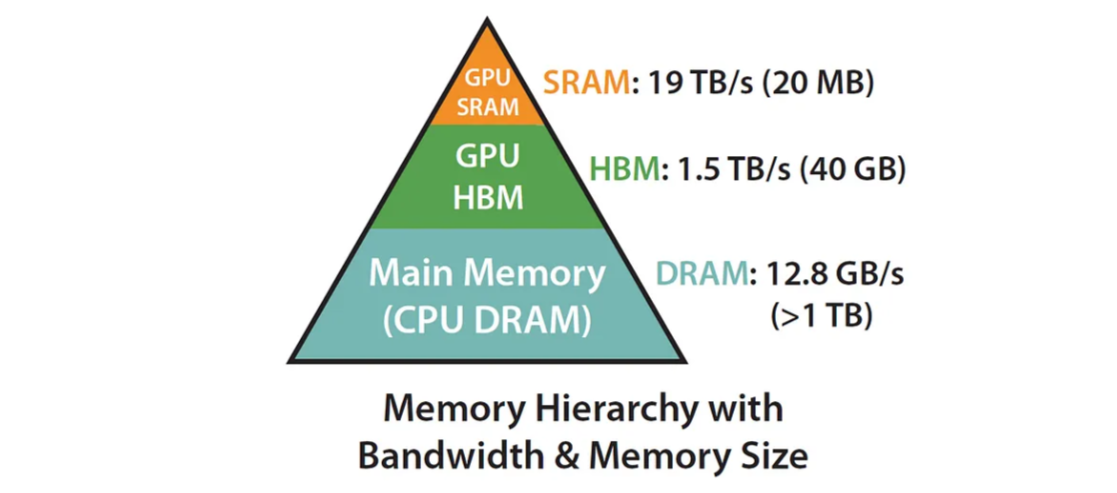 GPU
SRAM
SRAM: 19 TB/s (20 MB)
GPU
HBM
HBM: 1.5 TB/s (40 GB)
Main Memory
(CPU DRAM)
DRAM: 12.8 GB/s
(>1 TB)
Memory Hierarchy with
Bandwidth & Memory Size